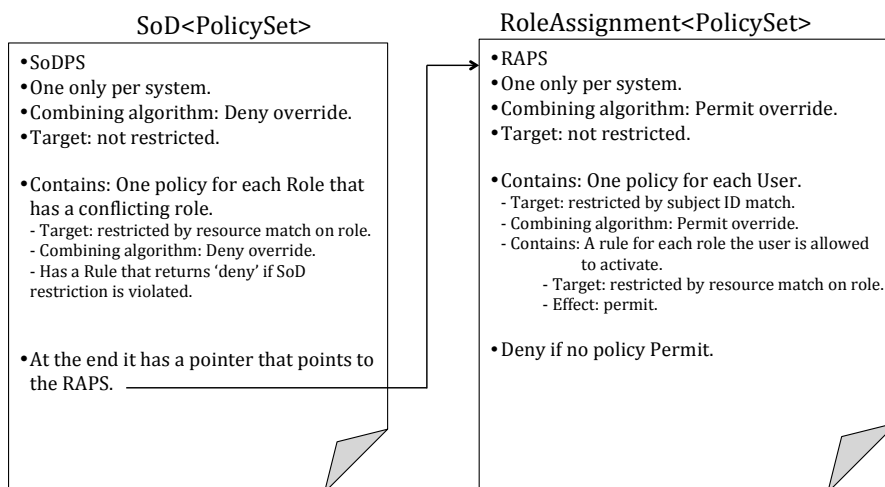 SoD<PolicySet>
•SoDPS
•One only per system.
•Combining algorithm: Deny override.
•Target: not restricted.
•Contains: One policy for each Role that
has a conflicting role.
- Target: restricted by resource match on role.
- Combining algorithm: Deny override.
- Has a Rule that returns ‘deny’ if SoD
restriction is violated.
•At the end it has a pointer that points to
the RAPS.
RoleAssignment<PolicySet>
•RAPS
•One only per system.
•Combining algorithm: Permit override.
•Target: not restricted.
•Contains: One policy for each User.
- Target: restricted by subject ID match.
- Combining algorithm: Permit override.
- Contains: A rule for each role the user is allowed
to activate.
- Target: restricted by resource match on role.
- Effect: permit.
•Deny if no policy Permit.